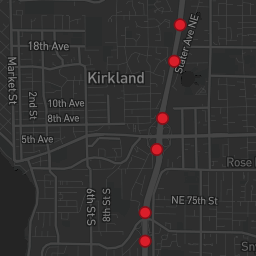 Slater Ave NE
18th Ave
Kirkland
Market St
2nd St
10th Ave
8th Ave
5th Ave
Rose
6th St S
8th St S
NE 75th St
Sm